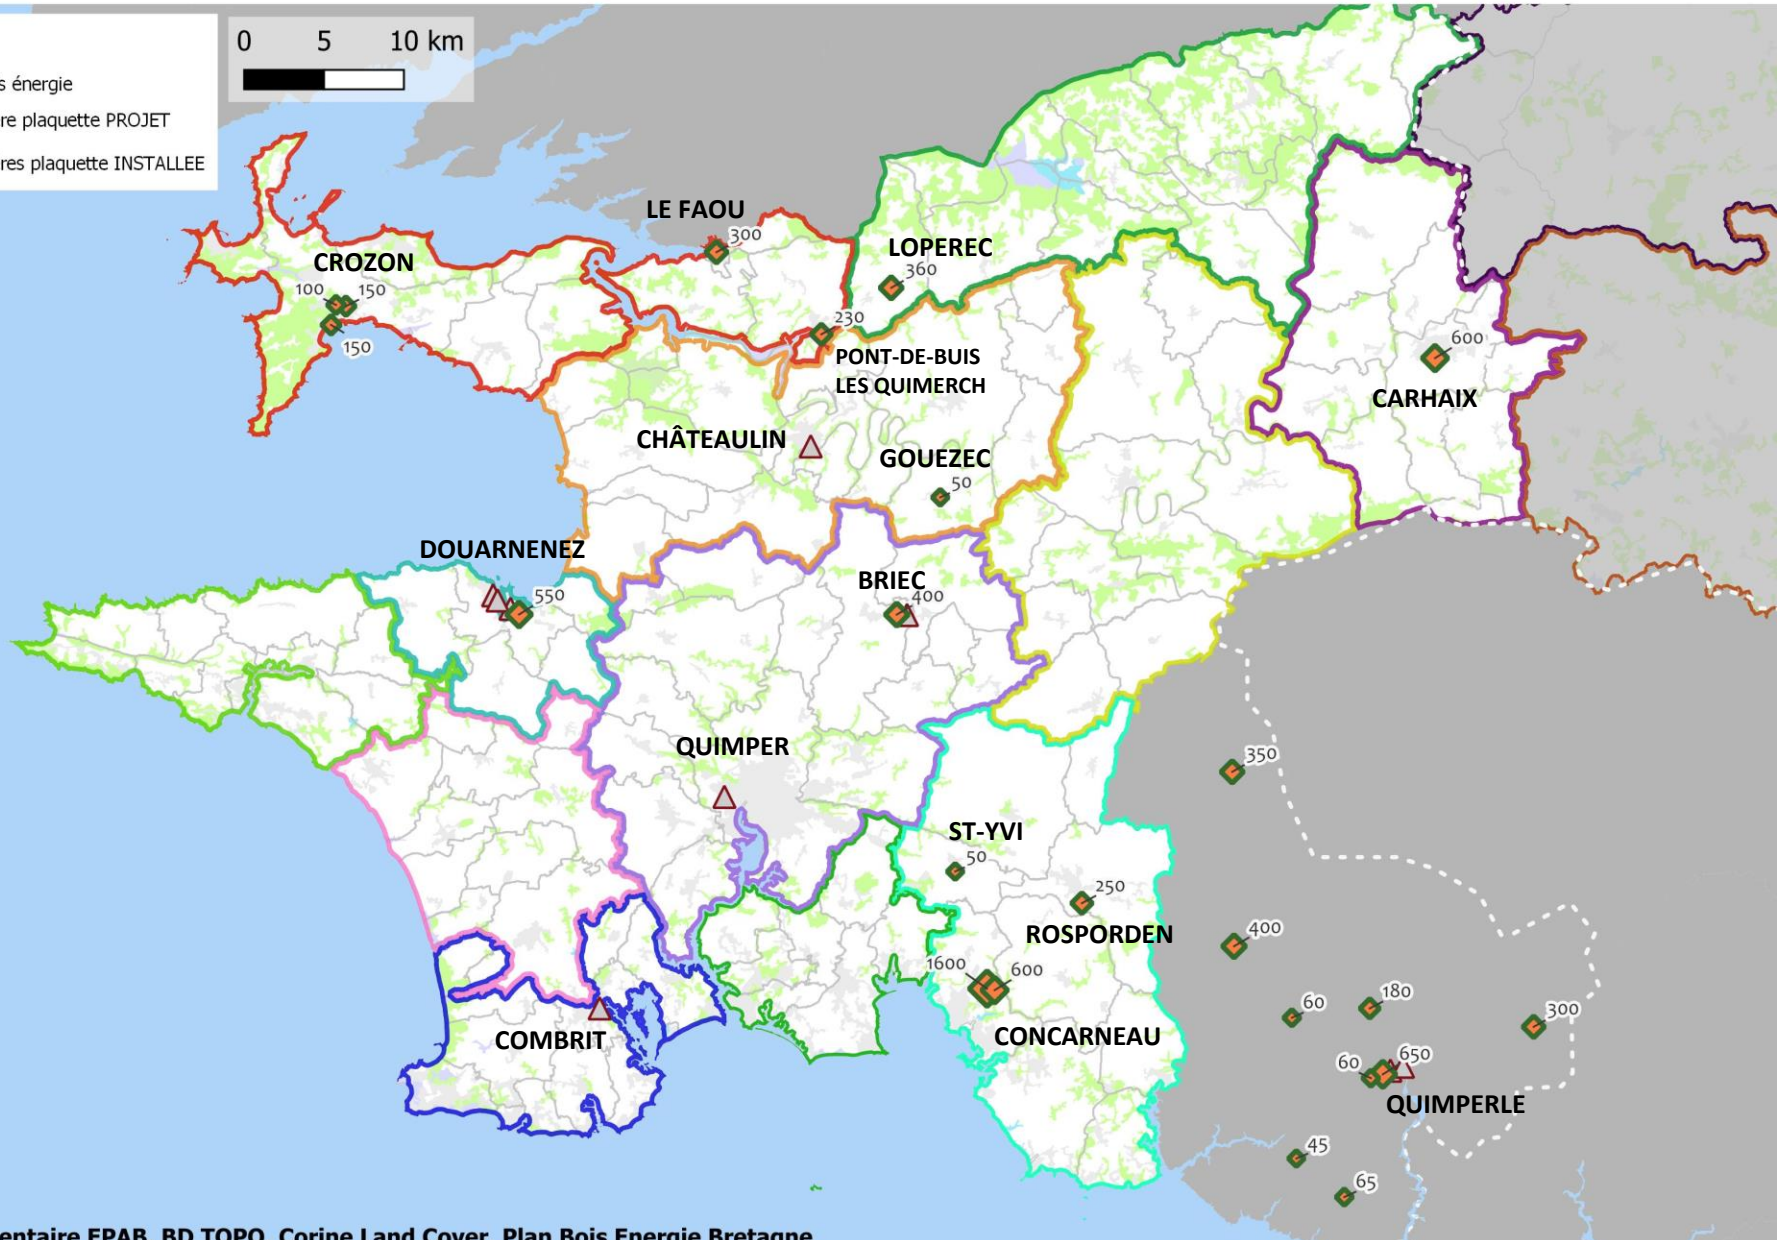 0 5 10 km
s énergie
re plaquette PROJET
res plaquette INSTALLEE
LE FAOU
300
CROZON
LOPEREC
100
150
360
150
230
PONT-DE-BUIS
LES QUIMERCH
600
CARHAIX
CHÂTEAULIN
GOUEZEC
50
DOUARNENEZ
550
BRIEC
400
QUIMPER
350
ST-YVI
50
250
ROSPORDEN
400
1600
600
CONCARNEAU
COMBRIT
60
180
300
60
650
QUIMPERLE
45
65
entaire EPAB, BD TOPO, Corine Land Cover, Plan Bois Energie Bretagne